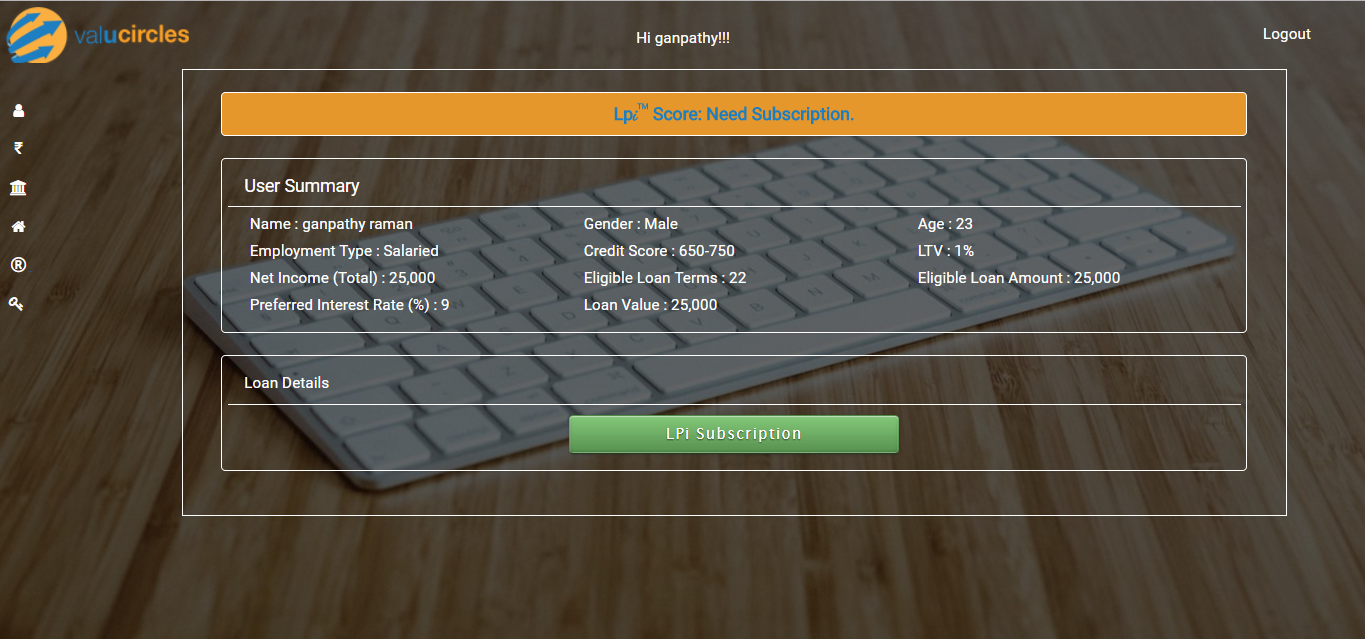 valucircles
Hi ganpathy!!!
Logout
Lpi™ Score: Need Subscription.
User Summary
Name : ganpathy raman Gender : Male Age : 23
Employment Type : Salaried Credit Score : 650-750 LTV : 1%
Net Income (Total) : 25,000 Eligible Loan Terms : 22 Eligible Loan Amount : 25,000
Preferred Interest Rate (%) : 9 Loan Value : 25,000
Loan Details
LPi Subscription